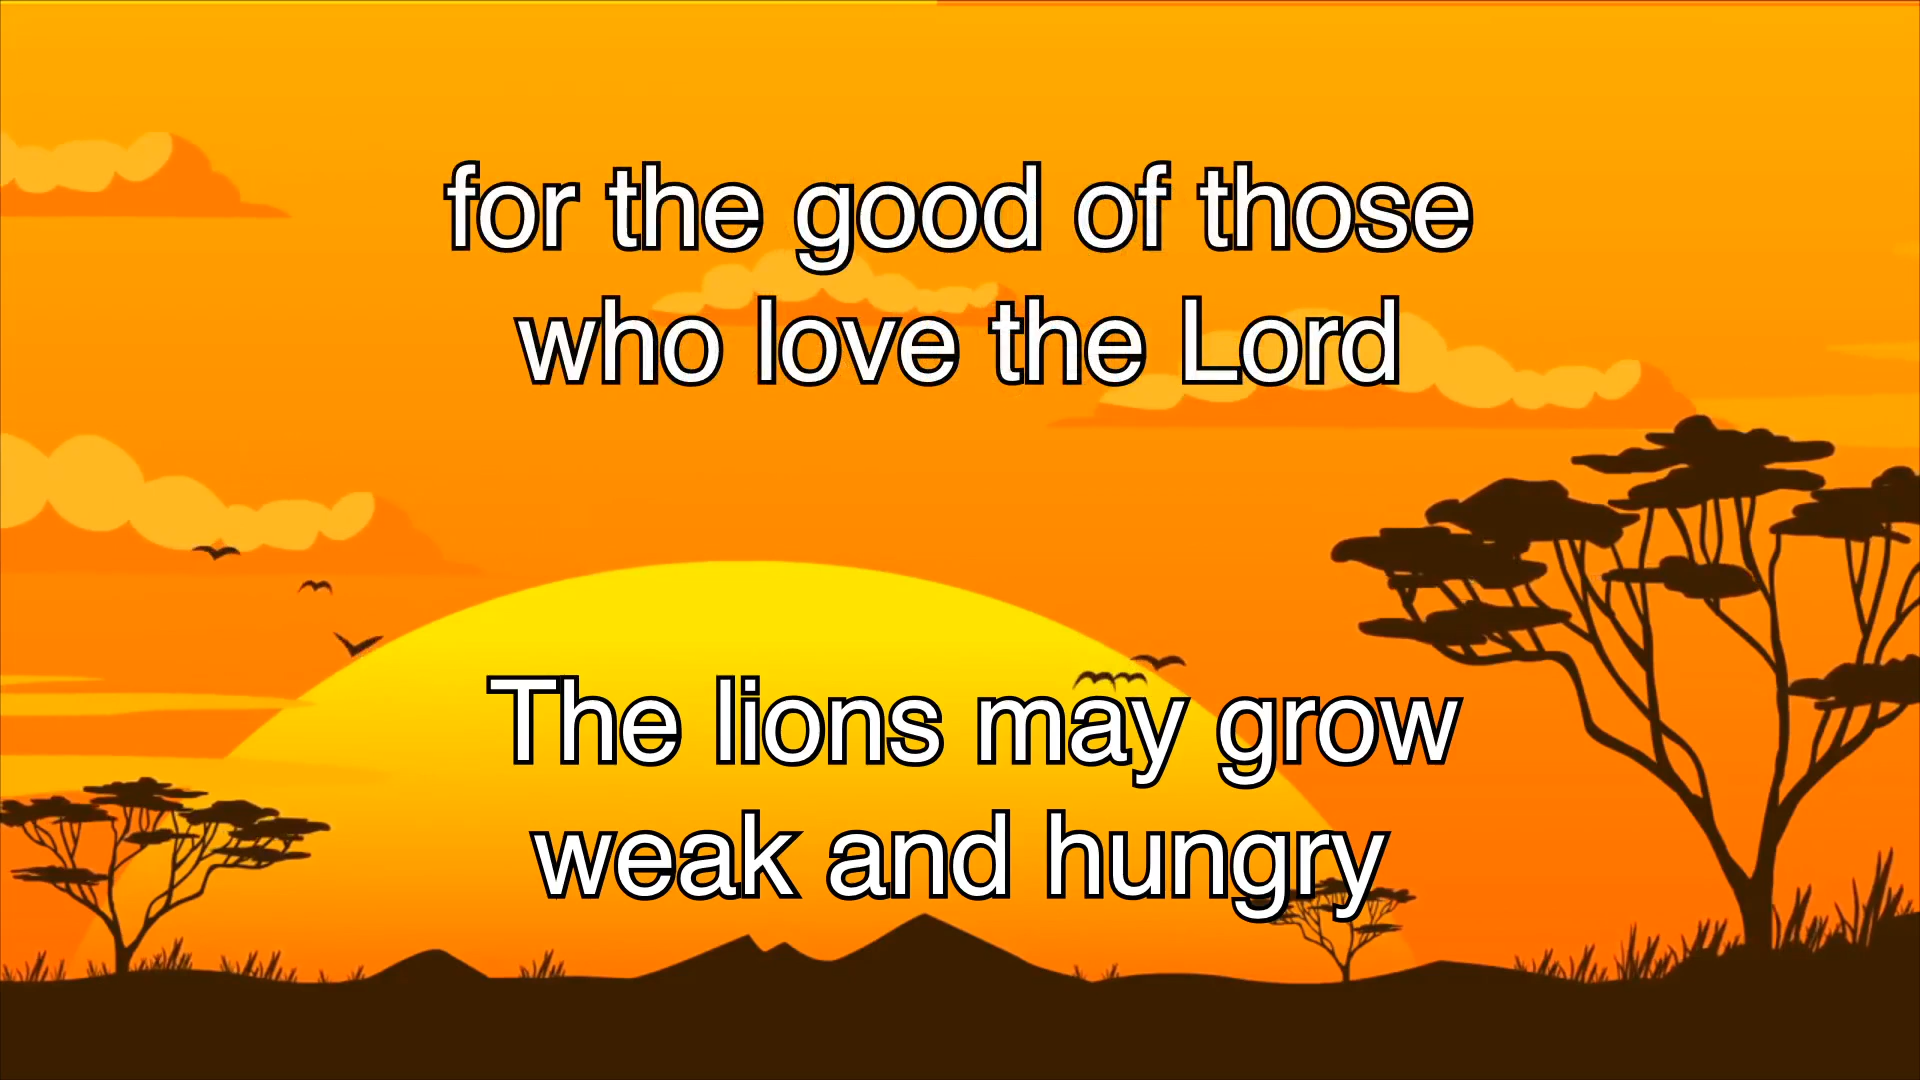 for the good of those
who love the Lord
The lions may grow
weak and hungry